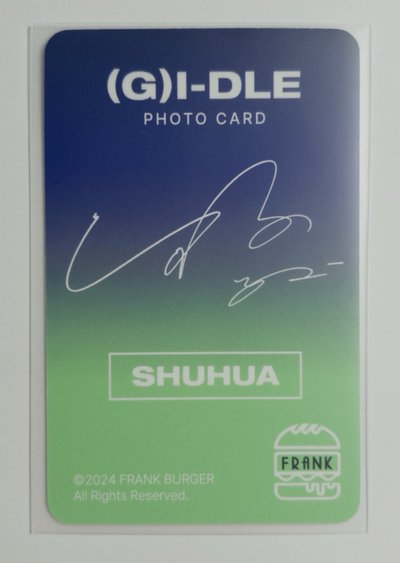 (G)I-DLE
PHOTO CARD
SHUHUA
©2024 FRANK BURGER
All Rights Reserved.
FRANK